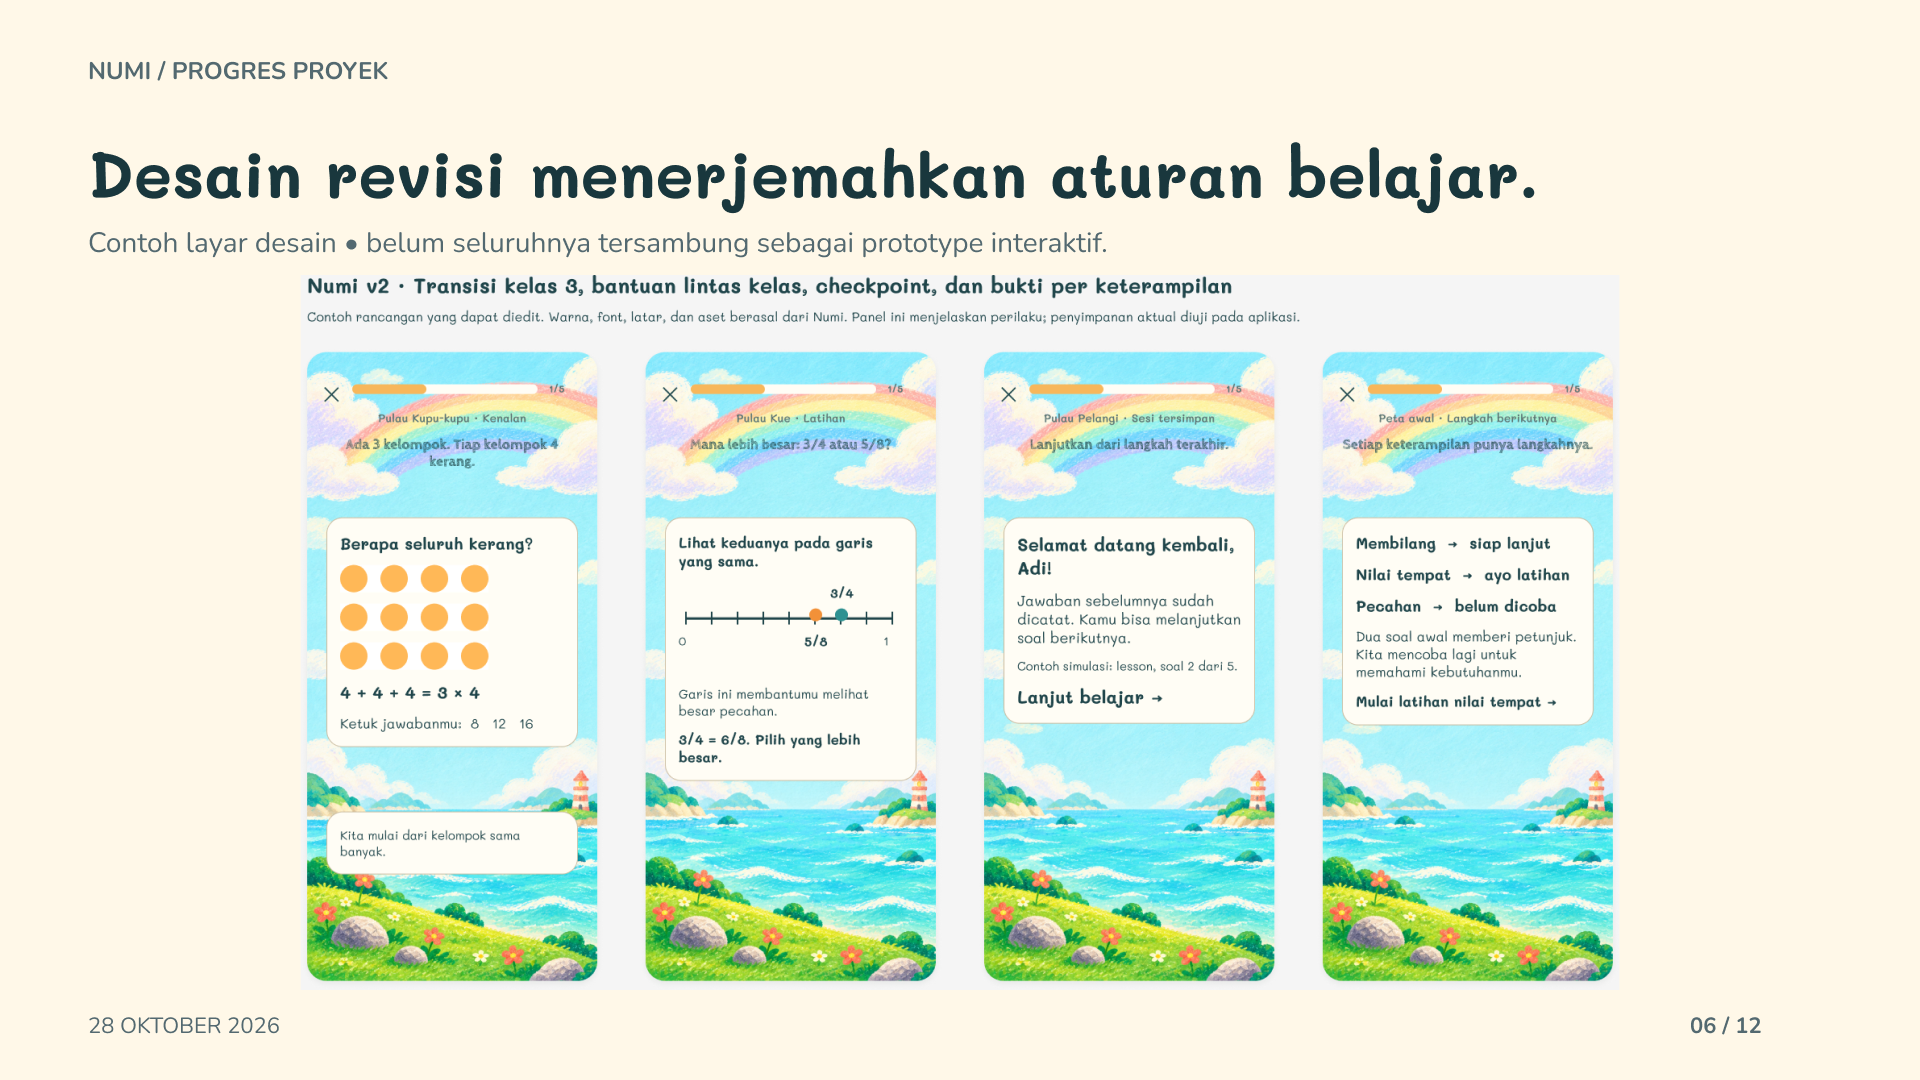 NUMI / PROGRES PROYEK
Desain revisi menerjemahkan aturan belajar.
Contoh layar desain • belum seluruhnya tersambung sebagai prototype interaktif.
Numi v2 · Transisi kelas 3, bantuan lintas kelas, checkpoint, dan bukti per keterampilan
Contoh rancangan yang dapat diedit. Warna, font, latar, dan aset berasal dari Numi. Panel ini menjelaskan perilaku; penyimpanan aktual diuji pada aplikasi.
1/5
Pulau Kupu-kupu · Kenalan
Ada 3 kelompok. Tiap kelompok 4
kerang.
Berapa seluruh kerang?
4 + 4 + 4 = 3 × 4
Ketuk jawabanmu: 8 12 16
Kita mulai dari kelompok sama
banyak.
1/5
Pulau Kue · Latihan
Mana lebih besar: 3/4 atau 5/8?
Lihat keduanya pada garis
yang sama.
3/4
0 5/8 1
Garis ini membantumu melihat
besar pecahan.
3/4 = 6/8. Pilih yang lebih
besar.
1/5
Pulau Pelangi · Sesi tersimpan
Lanjutkan dari langkah terakhir.
Selamat datang kembali,
Adi!
Jawaban sebelumnya sudah
dicatat. Kamu bisa melanjutkan
soal berikutnya.
Contoh simulasi: lesson, soal 2 dari 5.
Lanjut belajar →
1/5
Peta awal · Langkah berikutnya
Setiap keterampilan punya langkahnya.
Membilang → siap lanjut
Nilai tempat → ayo latihan
Pecahan → belum dicoba
Dua soal awal memberi petunjuk.
Kita mencoba lagi untuk
memahami kebutuhanmu.
Mulai latihan nilai tempat →
28 OKTOBER 2026
06 / 12